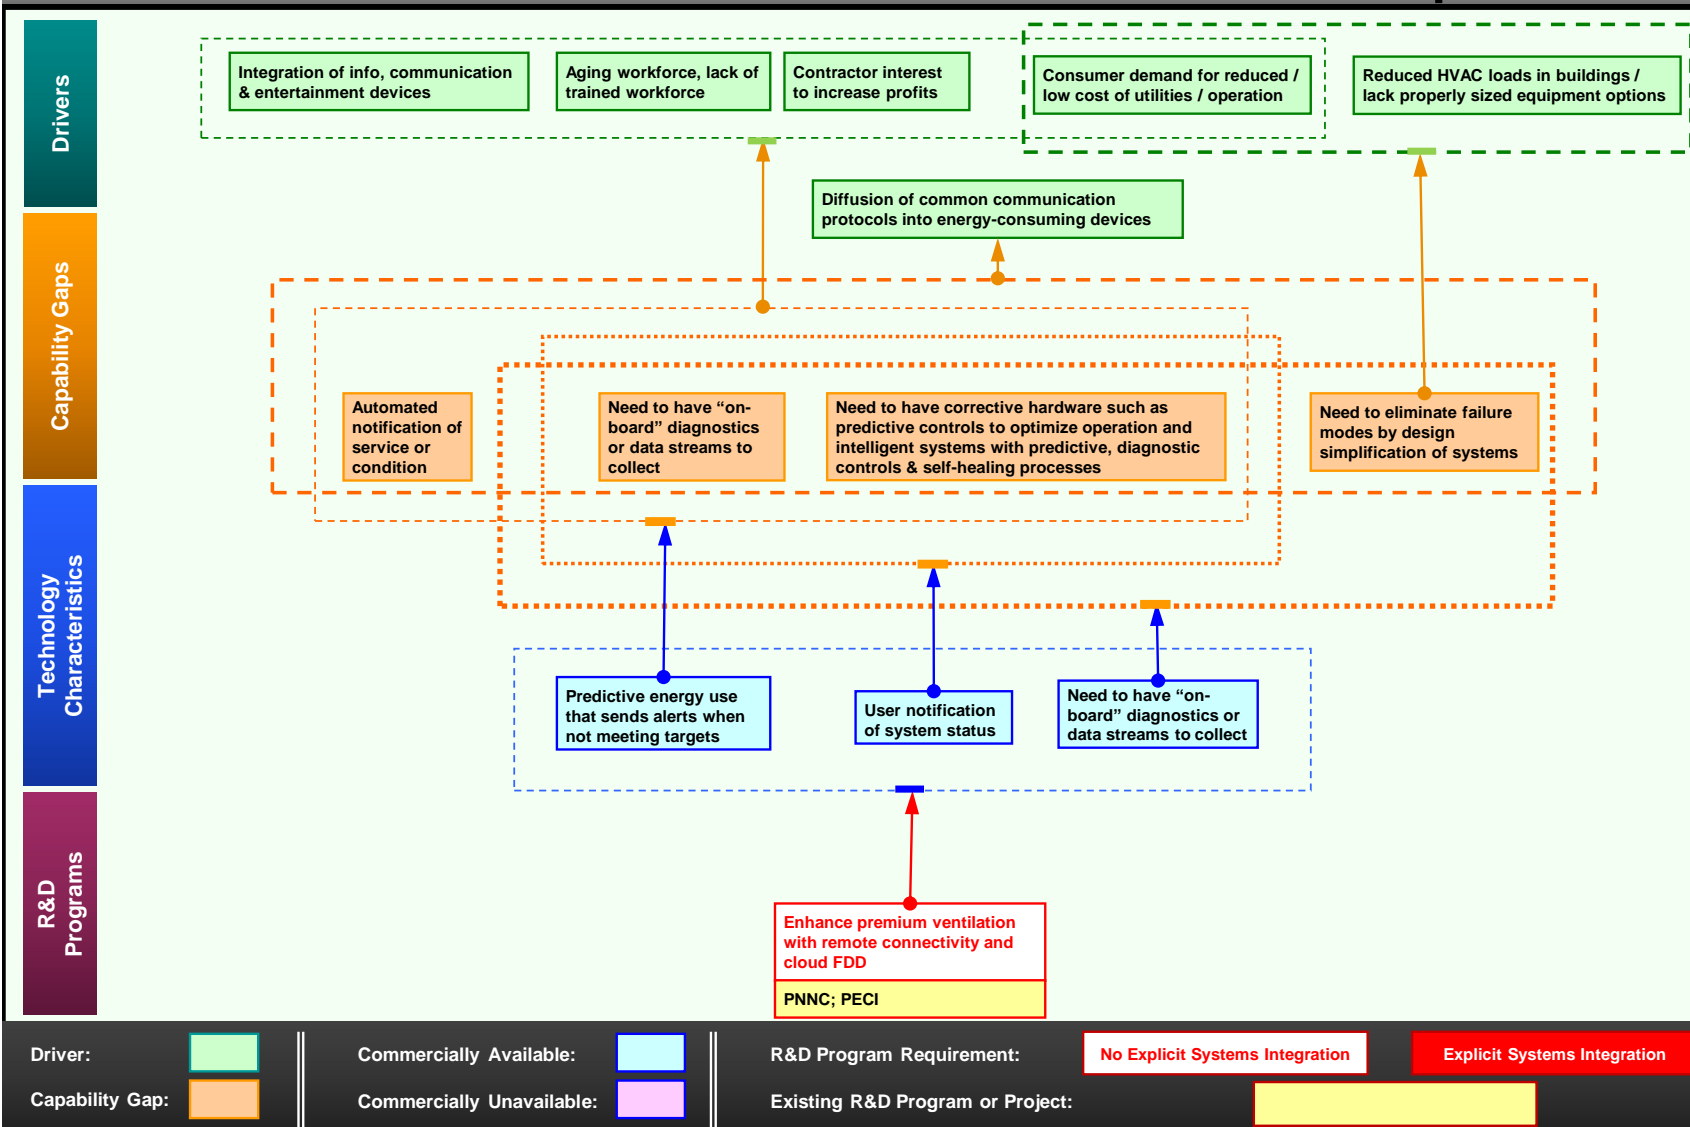 Drivers
Integration of info, communication
& entertainment devices
Aging workforce, lack of
trained workforce
Contractor interest
to increase profits
Consumer demand for reduced /
low cost of utilities / operation
Reduced HVAC loads in buildings /
lack properly sized equipment options
Diffusion of common communication
protocols into energy-consuming devices
Capability Gaps
Automated
notification of
service or
condition
Need to have “on-
board” diagnostics
or data streams to
collect
Need to have corrective hardware such as
predictive controls to optimize operation and
intelligent systems with predictive, diagnostic
controls & self-healing processes
Need to eliminate failure
modes by design
simplification of systems
Technology
Characteristics
Predictive energy use
that sends alerts when
not meeting targets
User notification
of system status
Need to have “on-
board” diagnostics or
data streams to collect
R&D
Programs
Enhance premium ventilation
with remote connectivity and
cloud FDD
PNNC; PECI
Driver:
Capability Gap:
Commercially Available:
Commercially Unavailable:
R&D Program Requirement:
No Explicit Systems Integration
Explicit Systems Integration
Existing R&D Program or Project: